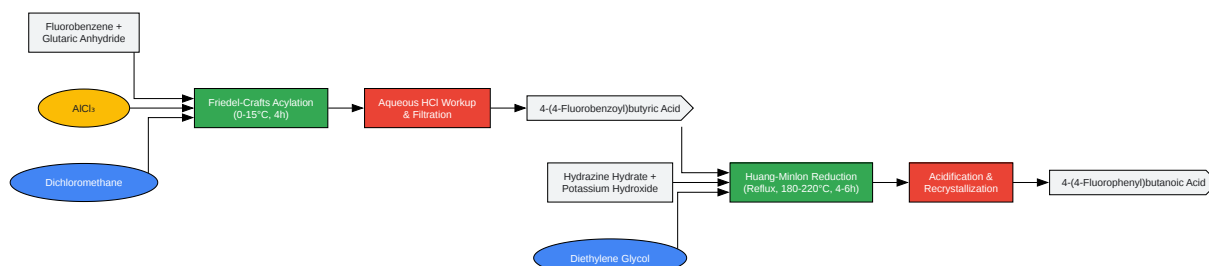 Fluorobenzene +
Glutaric Anhydride
AlCl₃
Friedel-Crafts Acylation
(0-15°C, 4h)
Aqueous HCl Workup
& Filtration
4-(4-Fluorobenzoyl)butyric Acid
Dichloromethane
Hydrazine Hydrate +
Potassium Hydroxide
Huang-Minlon Reduction
(Reflux, 180-220°C, 4-6h)
Acidification &
Recrystallization
4-(4-Fluorophenyl)butanoic Acid
Diethylene Glycol